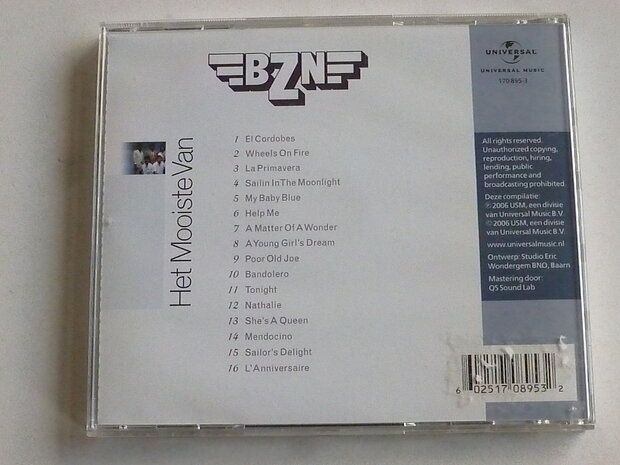 BZN
Het MooisteVan
1 El Cordobes
2 Wheels On Fire
3 La Primavera
4 Sailin InThe Moonlight
5 My Baby Blue
6 Help Me
7 A Matter Of A Wonder
8 A Young Girl's Dream
9 Poor Old Joe
10 Bandolero
11 Tonight
12 Nathalie
13 She's A Queen
14 Mendocino
15 Sailor's Delight
16 L'Anniversaire
UNIVERSAL
UNIVERSAL MUSIC
170 895-3
All rights reserved.
Unauthorized copying,
reproduction, hiring,
lending, public
performance and
broadcasting prohibited.
Deze compilatie:
℗ 2006 USM, een divisie
van Universal Music B.V.
© 2006 USM, een divisie
van Universal Music B.V.
www.universalmusic.nl
Ontwerp: Studio Eric
Wondergem BNO, Baarn
Mastering door:
Q5 Sound Lab
6 02517 08953 2